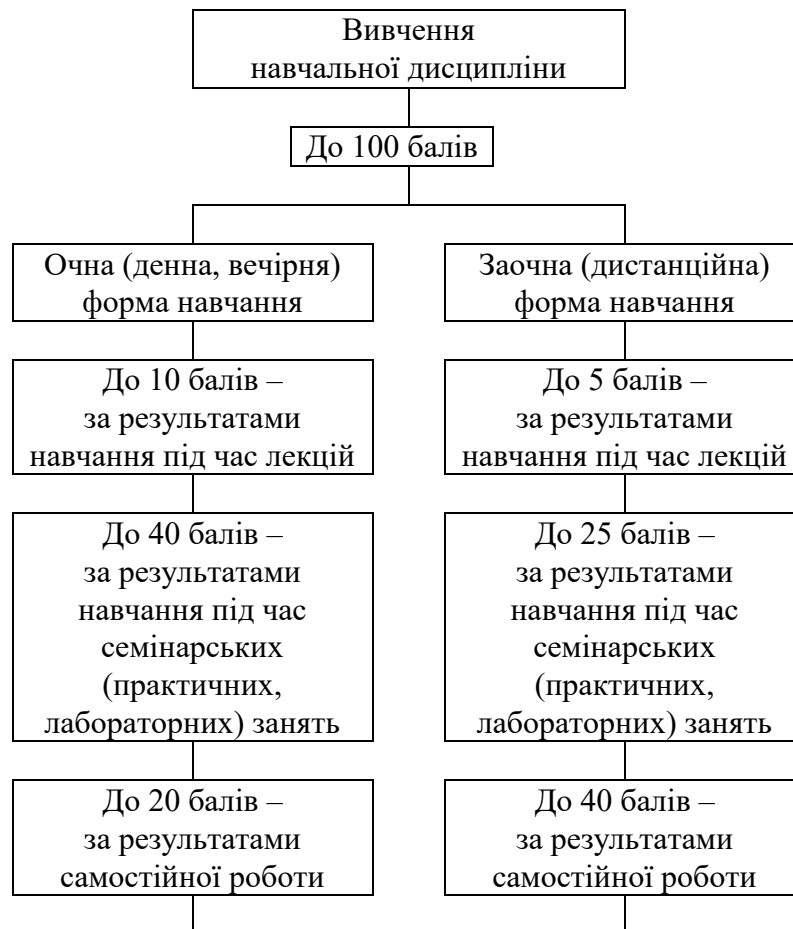 Вивчення
навчальної дисципліни
До 100 балів
Очна (денна, вечірня)
форма навчання
До 10 балів –
за результатами
навчання під час лекцій
До 40 балів –
за результатами
навчання під час
семінарських
(практичних,
лабораторних) занять
До 20 балів –
за результатами
самостійної роботи
Заочна (дистанційна)
форма навчання
До 5 балів –
за результатами
навчання під час лекцій
До 25 балів –
за результатами
навчання під час
семінарських
(практичних,
лабораторних) занять
До 40 балів –
за результатами
самостійної роботи